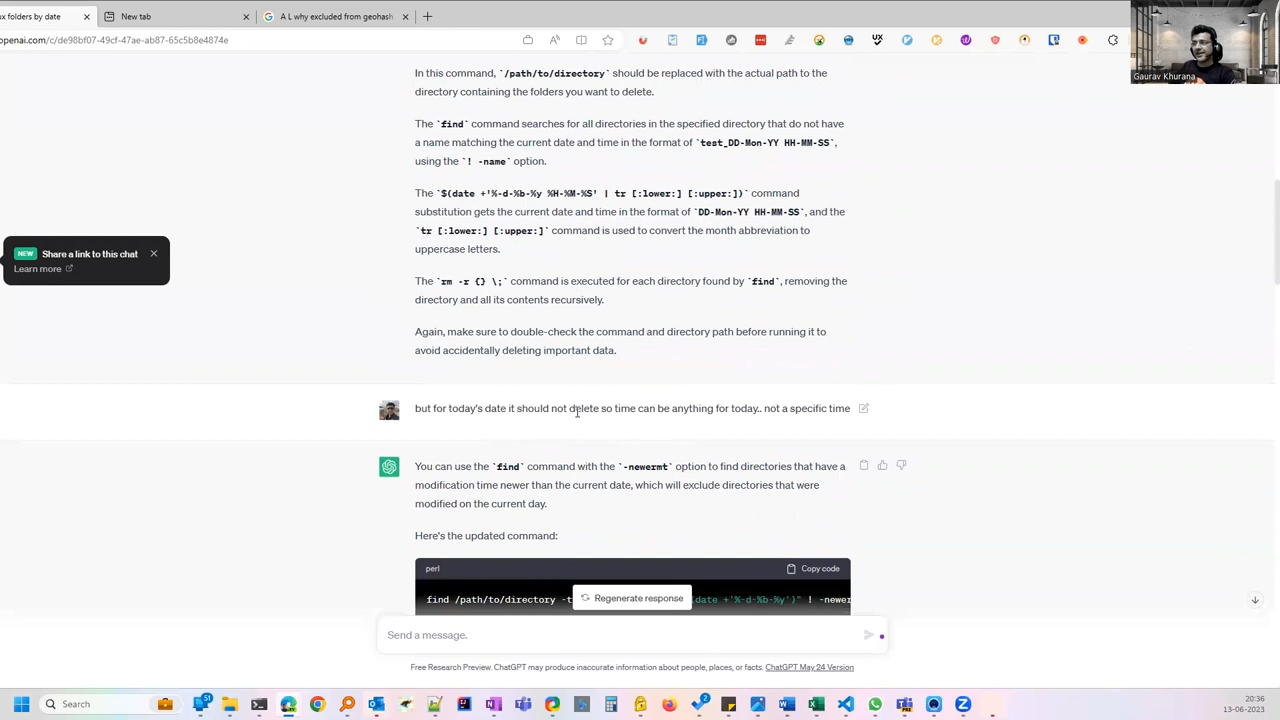 ux folders by date
New tab
A L why excluded from geohash
openai.com/c/de98bf07-49cf-47ae-ab87-65c5b8e4874e
Gaurav Khurana
In this command, `/path/to/directory` should be replaced with the actual path to the
directory containing the folders you want to delete.
The `find` command searches for all directories in the specified directory that do not have
a name matching the current date and time in the format of `test_DD-Mon-YY HH-MM-SS`,
using the `! -name` option.
The `$(date +'%-d-%b-%y %H-%M-%S' | tr [:lower:] [:upper:])` command
substitution gets the current date and time in the format of `DD-Mon-YY HH-MM-SS`, and the
`tr [:lower:] [:upper:]` command is used to convert the month abbreviation to
uppercase letters.
NEW Share a link to this chat
Learn more
The `rm -r {} \;` command is executed for each directory found by `find`, removing the
directory and all its contents recursively.
Again, make sure to double-check the command and directory path before running it to
avoid accidentally deleting important data.
but for today's date it should not delete so time can be anything for today.. not a specific time
You can use the `find` command with the `-newermt` option to find directories that have a
modification time newer than the current date, which will exclude directories that were
modified on the current day.
Here's the updated command:
perl
Copy code
find /path/to/directory -t
date +'%-d-%b-%y')" ! -newer
Regenerate response
Send a message.
Free Research Preview. ChatGPT may produce inaccurate information about people, places, or facts. ChatGPT May 24 Version
Search
20:36
13-06-2023